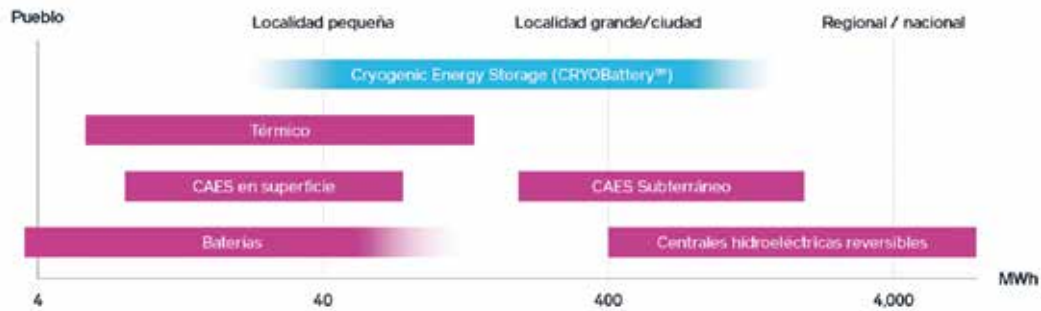 Pueblo
Localidad pequeña
Localidad grande/ciudad
Regional / nacional
Cryogenic Energy Storage (CRYOBattery™)
Térmico
CAES en superficie
CAES Subterráneo
Baterías
Centrales hidroeléctricas reversibles
MWh
4
40
400
4,000